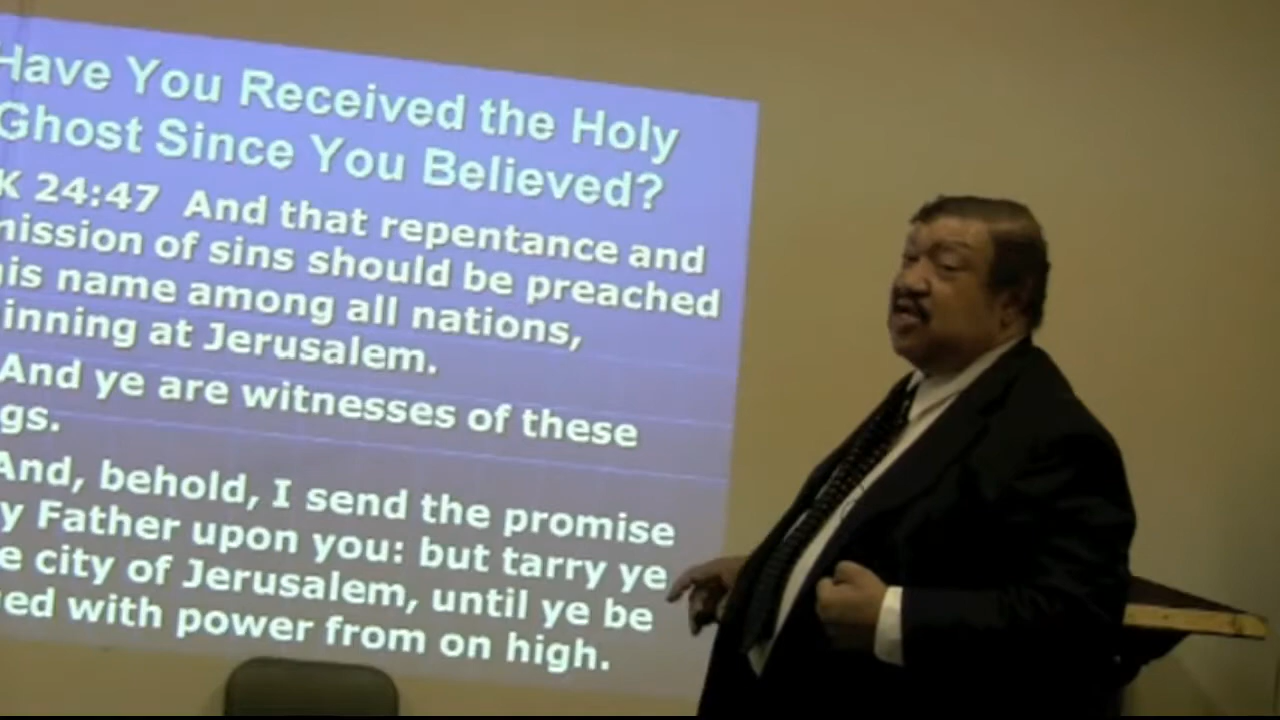 Have You Received the Holy
Ghost Since You Believed?
K 24:47 And that repentance and
mission of sins should be preached
his name among all nations,
inning at Jerusalem.
And ye are witnesses of these
gs.
And, behold, I send the promise
y Father upon you: but tarry ye
e city of Jerusalem, until ye be
ed with power from on high.